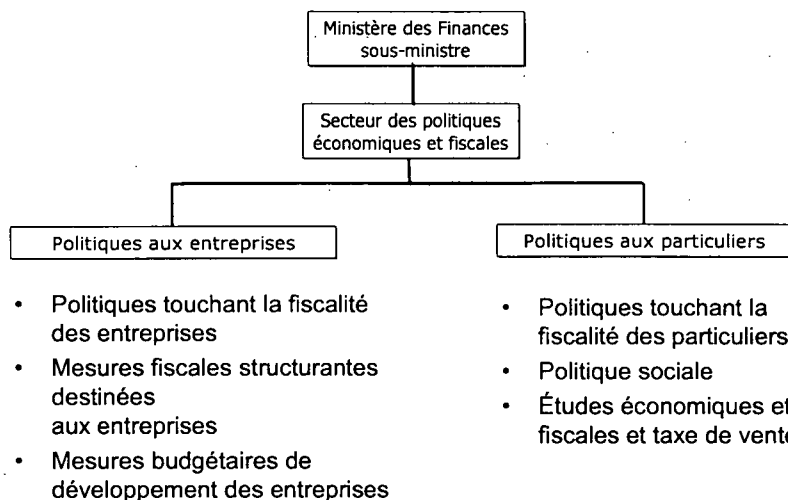 Ministère des Finances
sous-ministre
Secteur des politiques
économiques et fiscales
Politiques aux entreprises
• Politiques touchant la fiscalité
des entreprises
• Mesures fiscales structurantes
destinées
aux entreprises
• Mesures budgétaires de
développement des entreprises
Politiques aux particuliers
• Politiques touchant la
fiscalité des particuliers
• Politique sociale
• Études économiques et
fiscales et taxe de vente